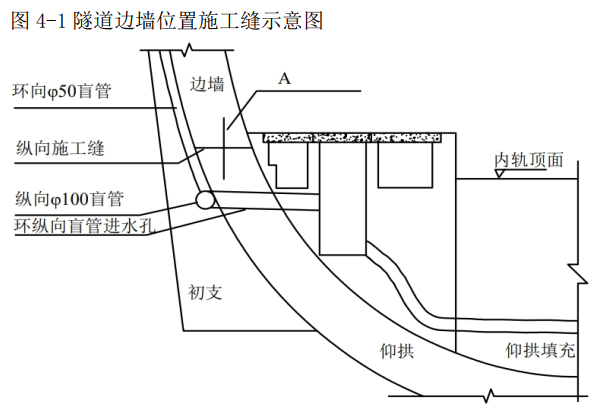 图 4-1 隧道边墙位置施工缝示意图
边墙
A
环向φ50盲管
纵向施工缝
内轨顶面
纵向φ100盲管
环纵向盲管进水孔
初支
仰拱
仰拱填充